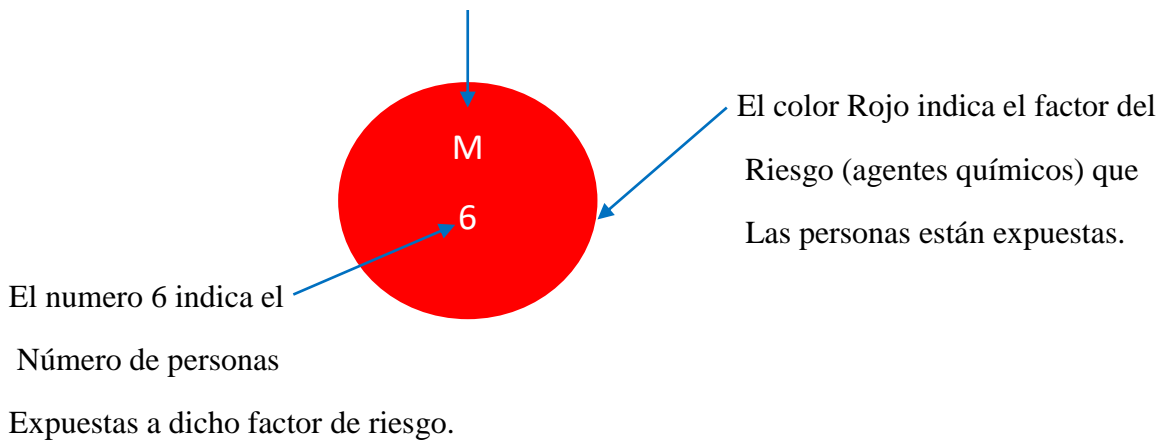 M
6
El color Rojo indica el factor del
Riesgo (agentes químicos) que
Las personas están expuestas.
El numero 6 indica el
Número de personas
Expuestas a dicho factor de riesgo.